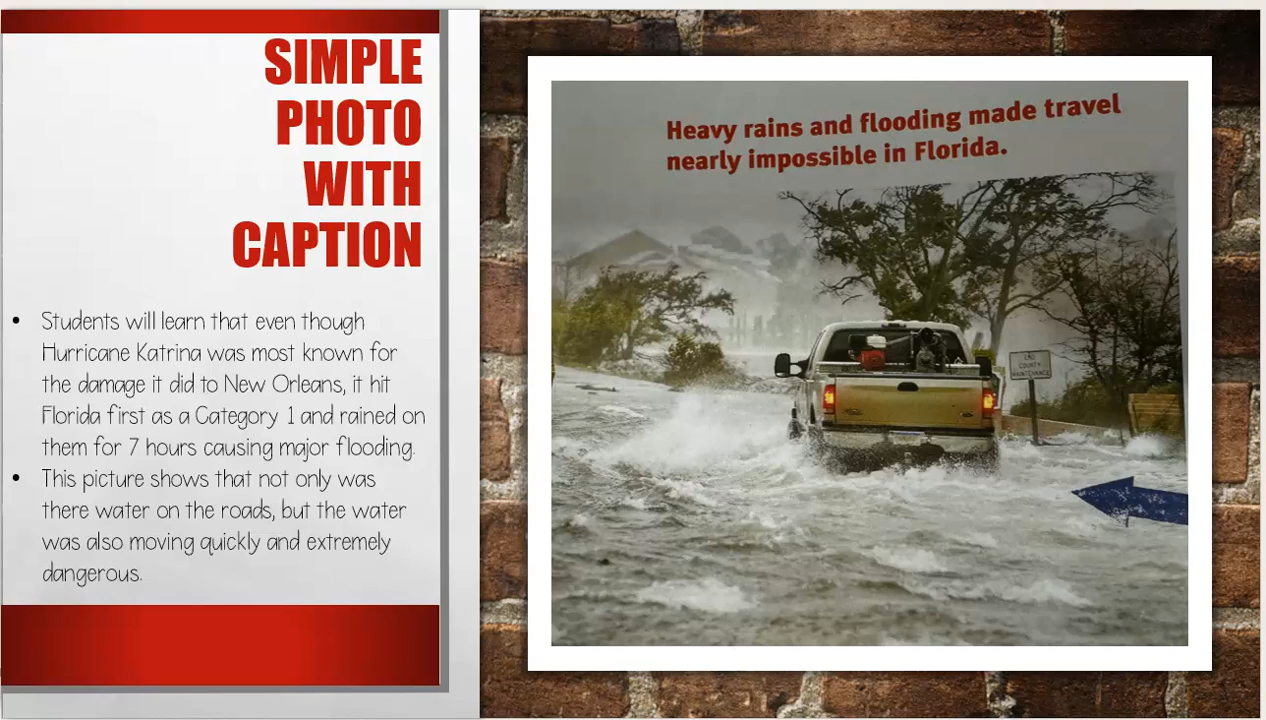 SIMPLE
PHOTO
WITH
CAPTION
• Students will learn that even though
Hurricane Katrina was most known for
the damage it did to New Orleans, it hit
Florida first as a Category 1 and rained on
them for 7 hours causing major flooding.
• This picture shows that not only was
there water on the roads, but the water
was also moving quickly and extremely
dangerous.
Heavy rains and flooding made travel
nearly impossible in Florida.
END
COUNTY
MAINTENANCE